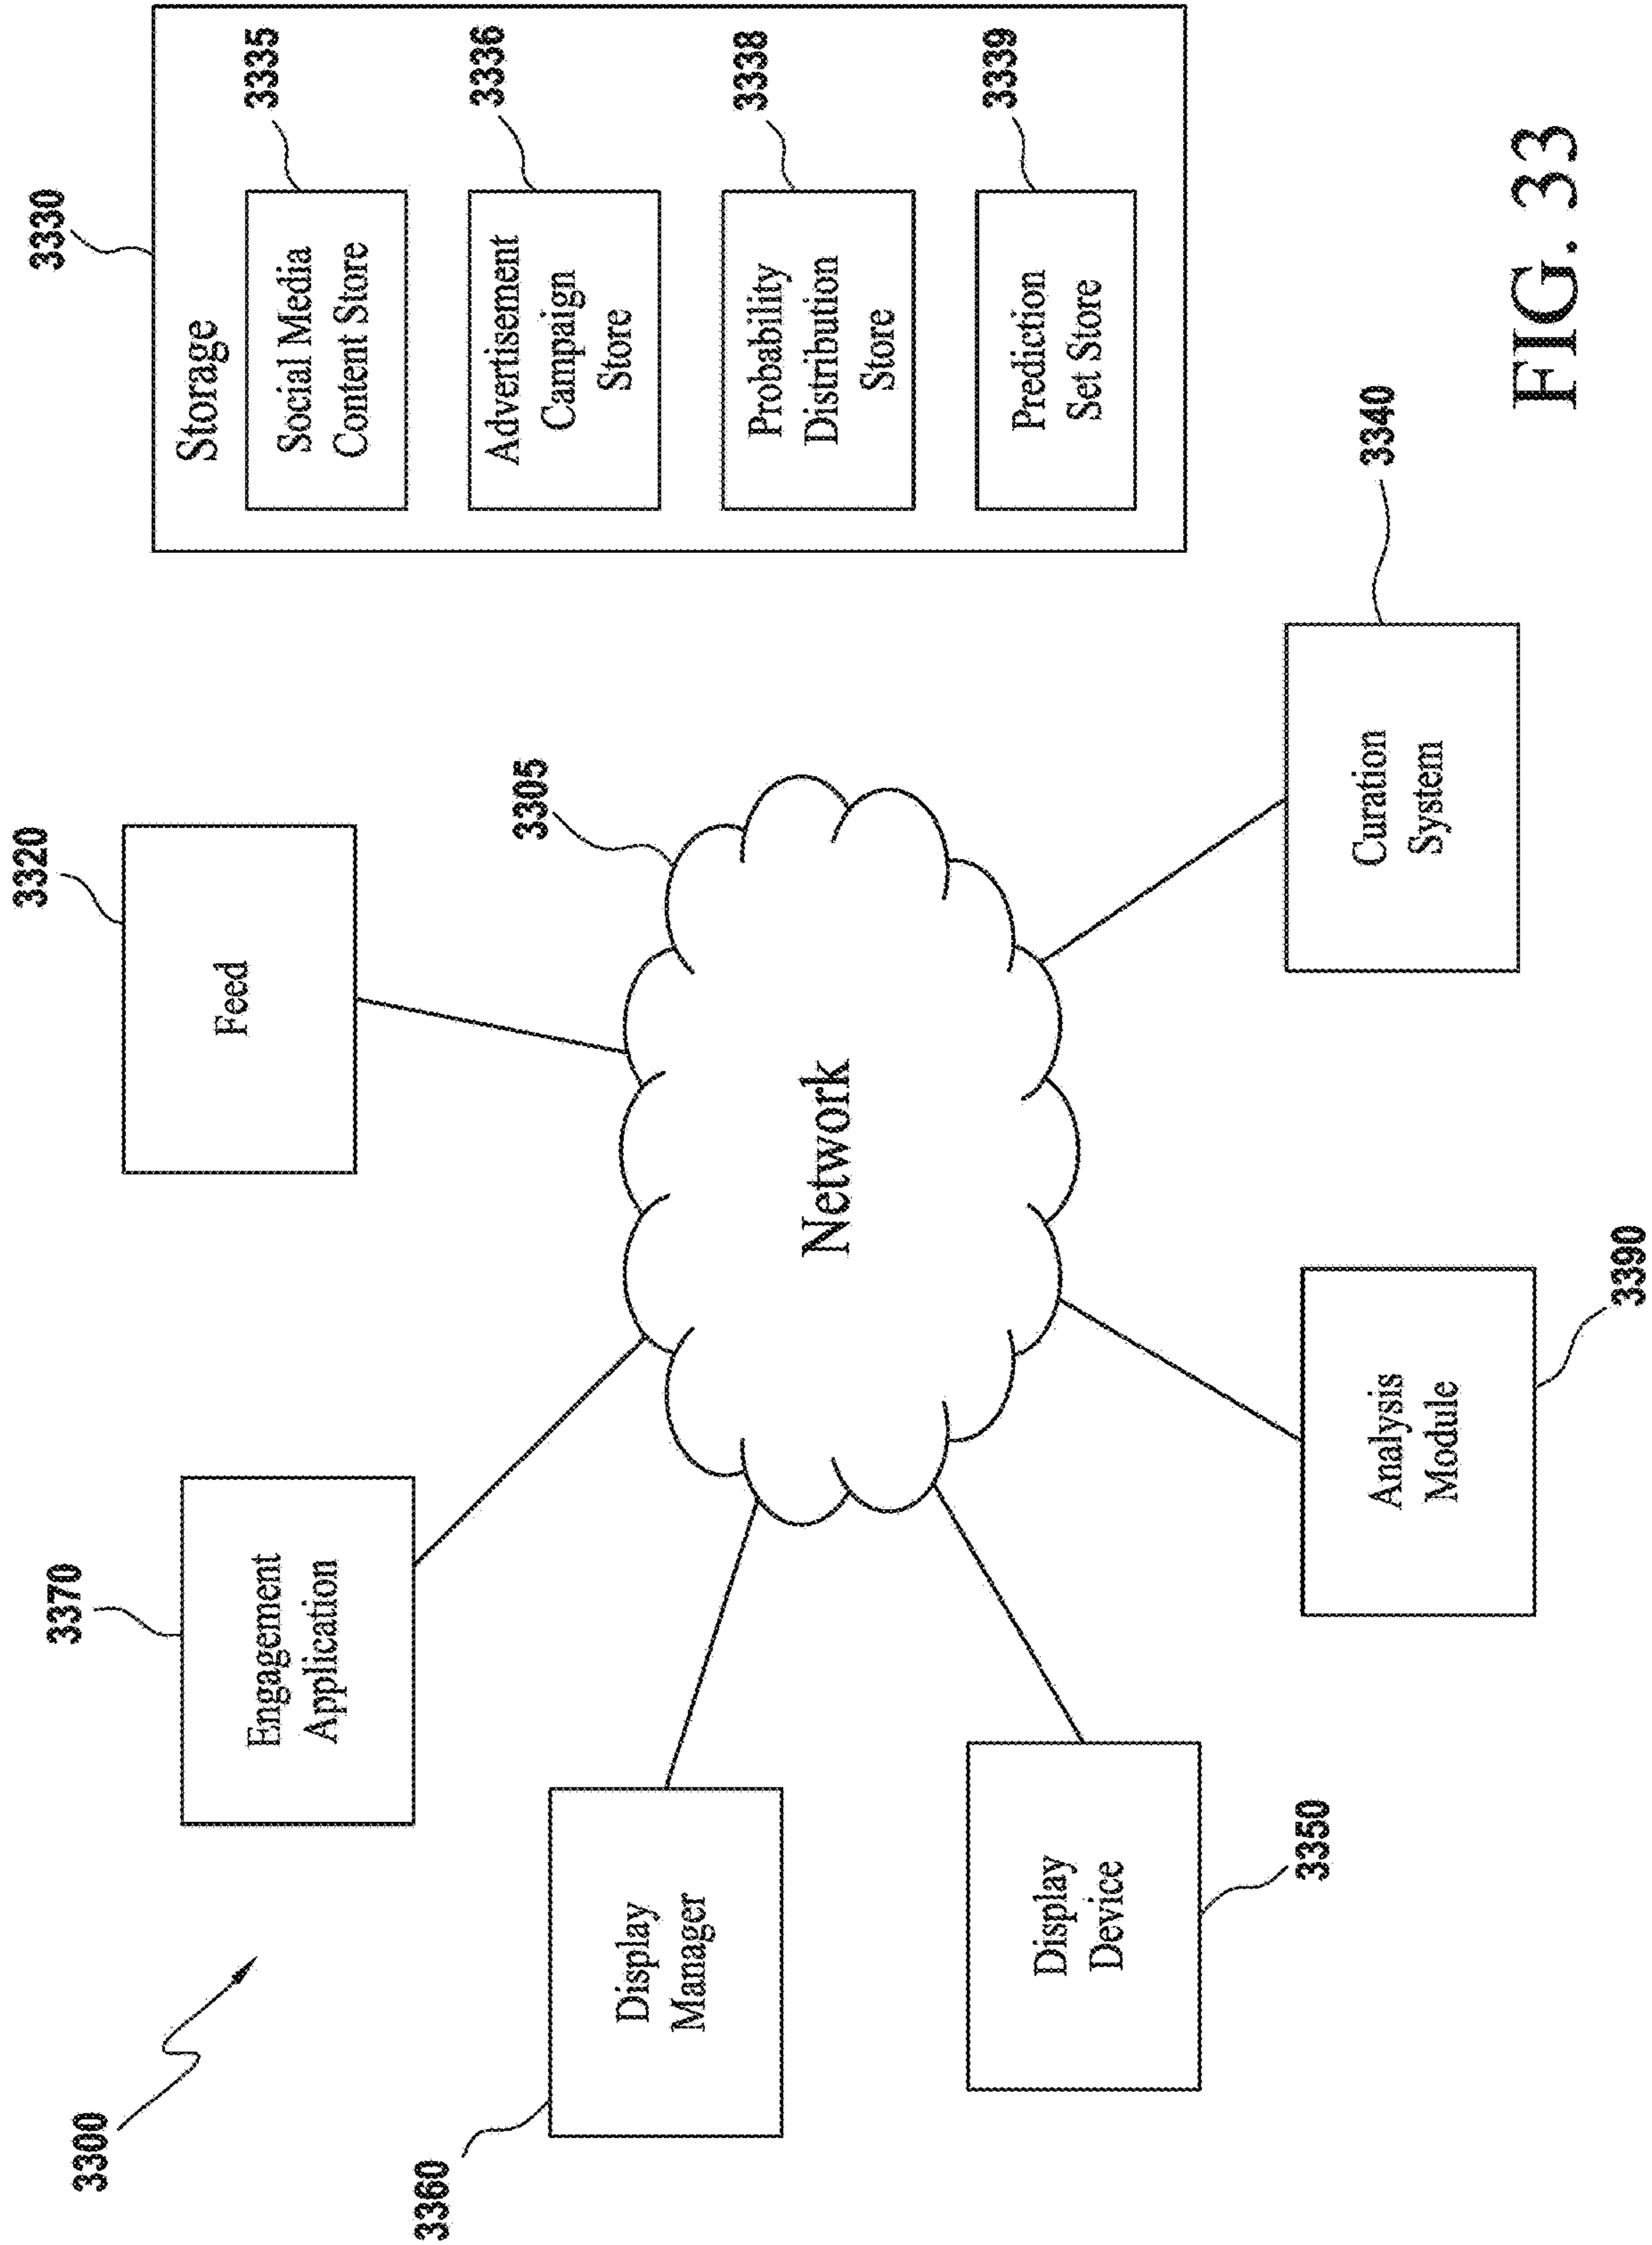 3300
3370
Engagement
Application
3320
Feed
3330
Storage
Social Media
Content Store
3335
Advertisement
Campaign
Store
3336
Probability
Distribution
Store
3338
Prediction
Set Store
3339
3360
Display
Manager
3305
Network
Display
Device
3350
Analysis
Module
3390
Curation
System
3340
FIG. 33